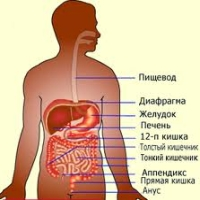 Пищевод
Диафрагма
Желудок
Печень
12-п кишка
Толстый кишечник
Тонкий кишечник
Аппендикс
Прямая кишка
Анус